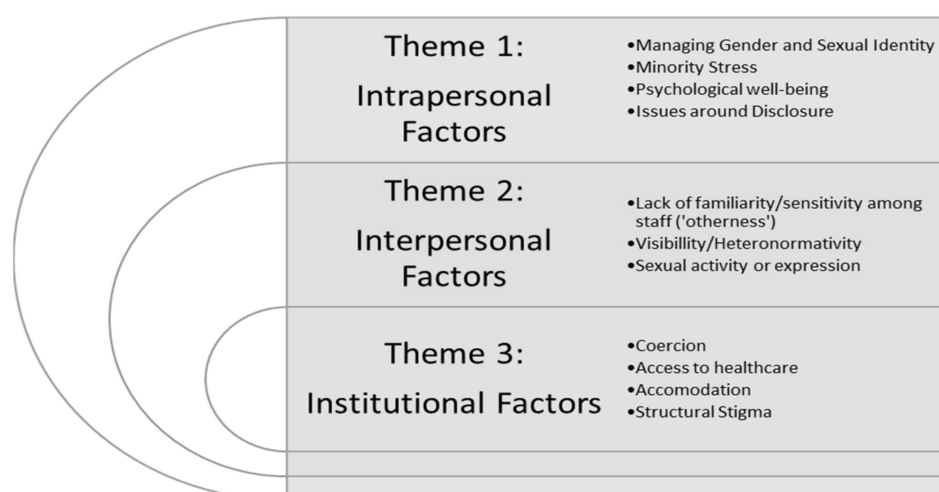 Theme 1:
Intrapersonal
Factors
•Managing Gender and Sexual Identity
•Minority Stress
•Psychological well-being
•Issues around Disclosure
Theme 2:
Interpersonal
Factors
•Lack of familiarity/sensitivity among
staff ('otherness')
•Visibillity/Heteronormativity
•Sexual activity or expression
Theme 3:
Institutional Factors
•Coercion
•Access to healthcare
•Accomodation
•Structural Stigma